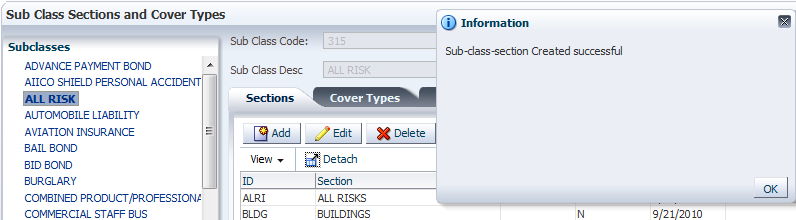 Sub Class Sections and Cover Types
Subclasses
ADVANCE PAYMENT BOND
AIICO SHIELD PERSONAL ACCIDENT
ALL RISK
AUTOMOBILE LIABILITY
AVIATION INSURANCE
BAIL BOND
BID BOND
BURGLARY
COMBINED PRODUCT/PROFESSIONA
COMMERCIAL STAFF BUS
Sub Class Code: 315
Sub Class Desc ALL RISK
Sections Cover Types
Add Edit Delete
View Detach
ID Section
ALRI ALL RISKS
BLDG BUILDINGS N 9/21/2010
Information
Sub-class-section Created successful
OK